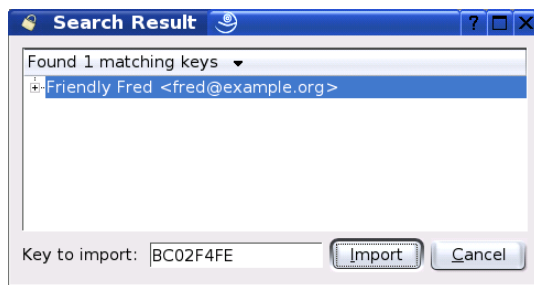 Search Result
Found 1 matching keys
Friendly Fred <fred@example.org>
Key to import: BC02F4FE Import Cancel